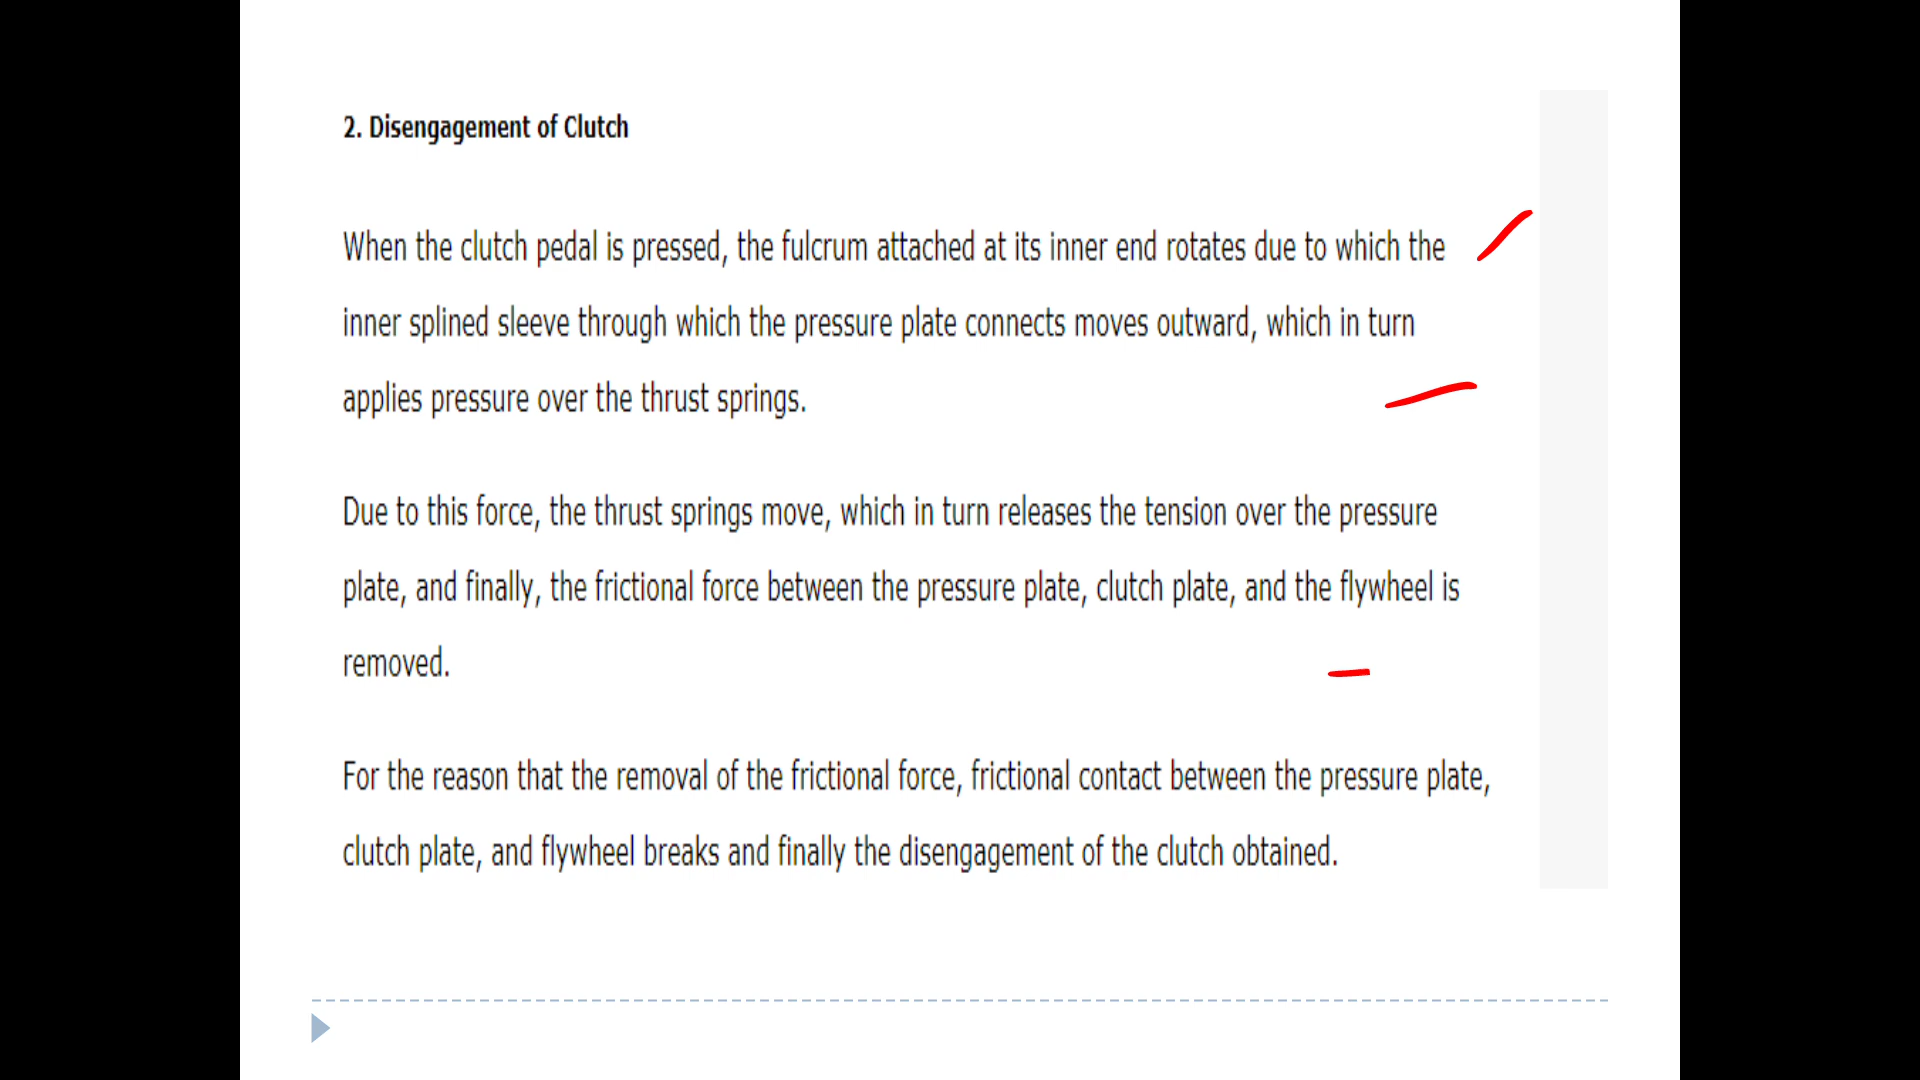 2. Disengagement of Clutch
When the clutch pedal is pressed, the fulcrum attached at its inner end rotates due to which the
inner splined sleeve through which the pressure plate connects moves outward, which in turn
applies pressure over the thrust springs.
Due to this force, the thrust springs move, which in turn releases the tension over the pressure
plate, and finally, the frictional force between the pressure plate, clutch plate, and the flywheel is
removed.
For the reason that the removal of the frictional force, frictional contact between the pressure plate,
clutch plate, and flywheel breaks and finally the disengagement of the clutch obtained.